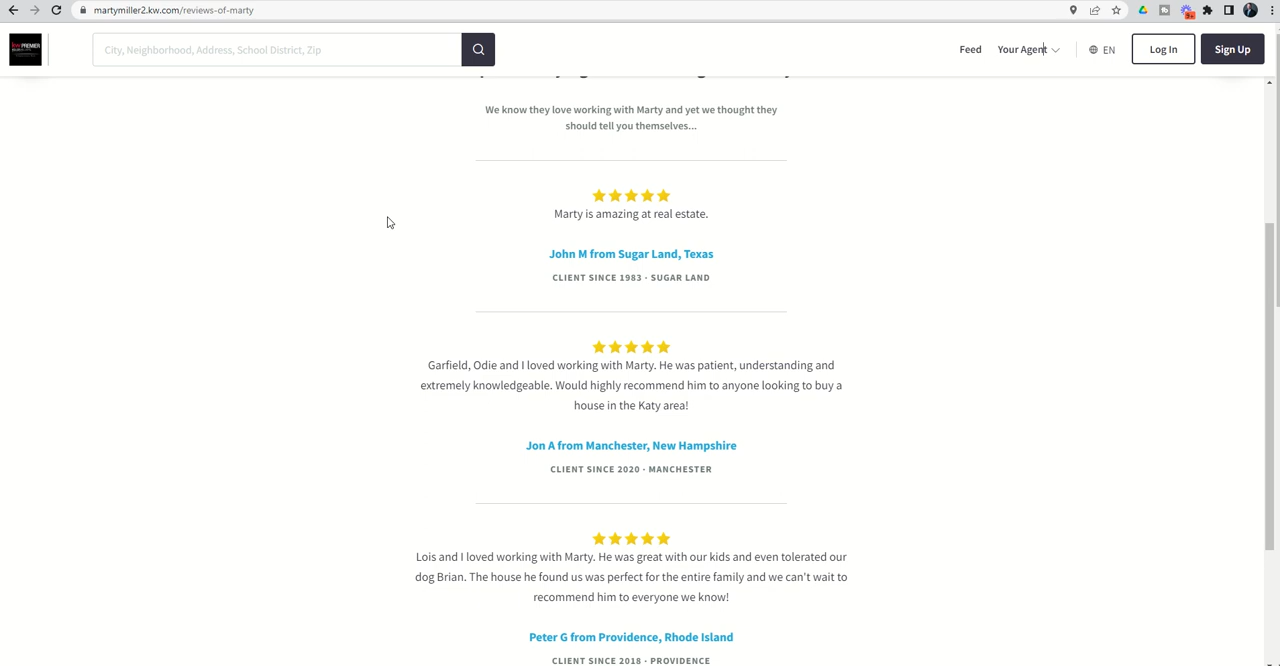 martymiller2.kw.com/reviews-of-marty
9+
kw PREMIER
City, Neighborhood, Address, School District, Zip
Feed
Your Agent
EN
Log In
Sign Up
We know they love working with Marty and yet we thought they
should tell you themselves...
Marty is amazing at real estate.
John M from Sugar Land, Texas
CLIENT SINCE 1983 · SUGAR LAND
Garfield, Odie and I loved working with Marty. He was patient, understanding and
extremely knowledgeable. Would highly recommend him to anyone looking to buy a
house in the Katy area!
Jon A from Manchester, New Hampshire
CLIENT SINCE 2020 · MANCHESTER
Lois and I loved working with Marty. He was great with our kids and even tolerated our
dog Brian. The house he found us was perfect for the entire family and we can't wait to
recommend him to everyone we know!
Peter G from Providence, Rhode Island
CLIENT SINCE 2018 · PROVIDENCE